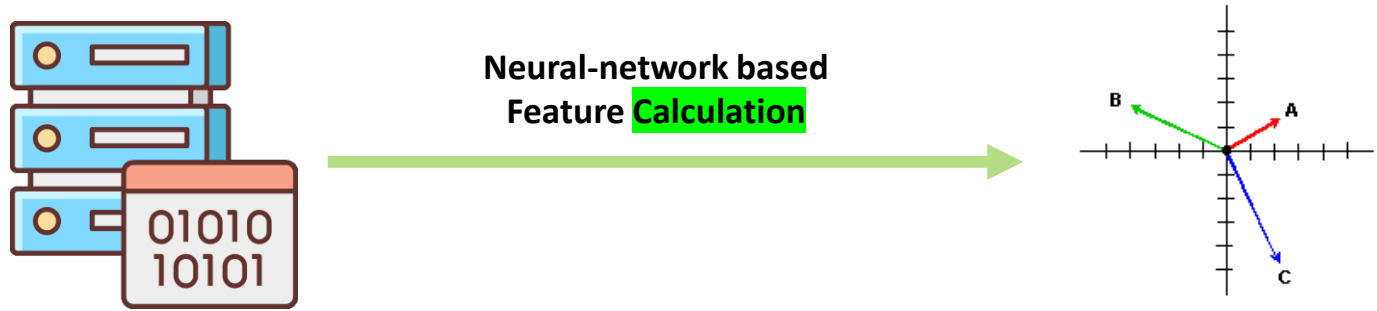 Neural-network based
Feature Calculation
01010
10101
B
A
C